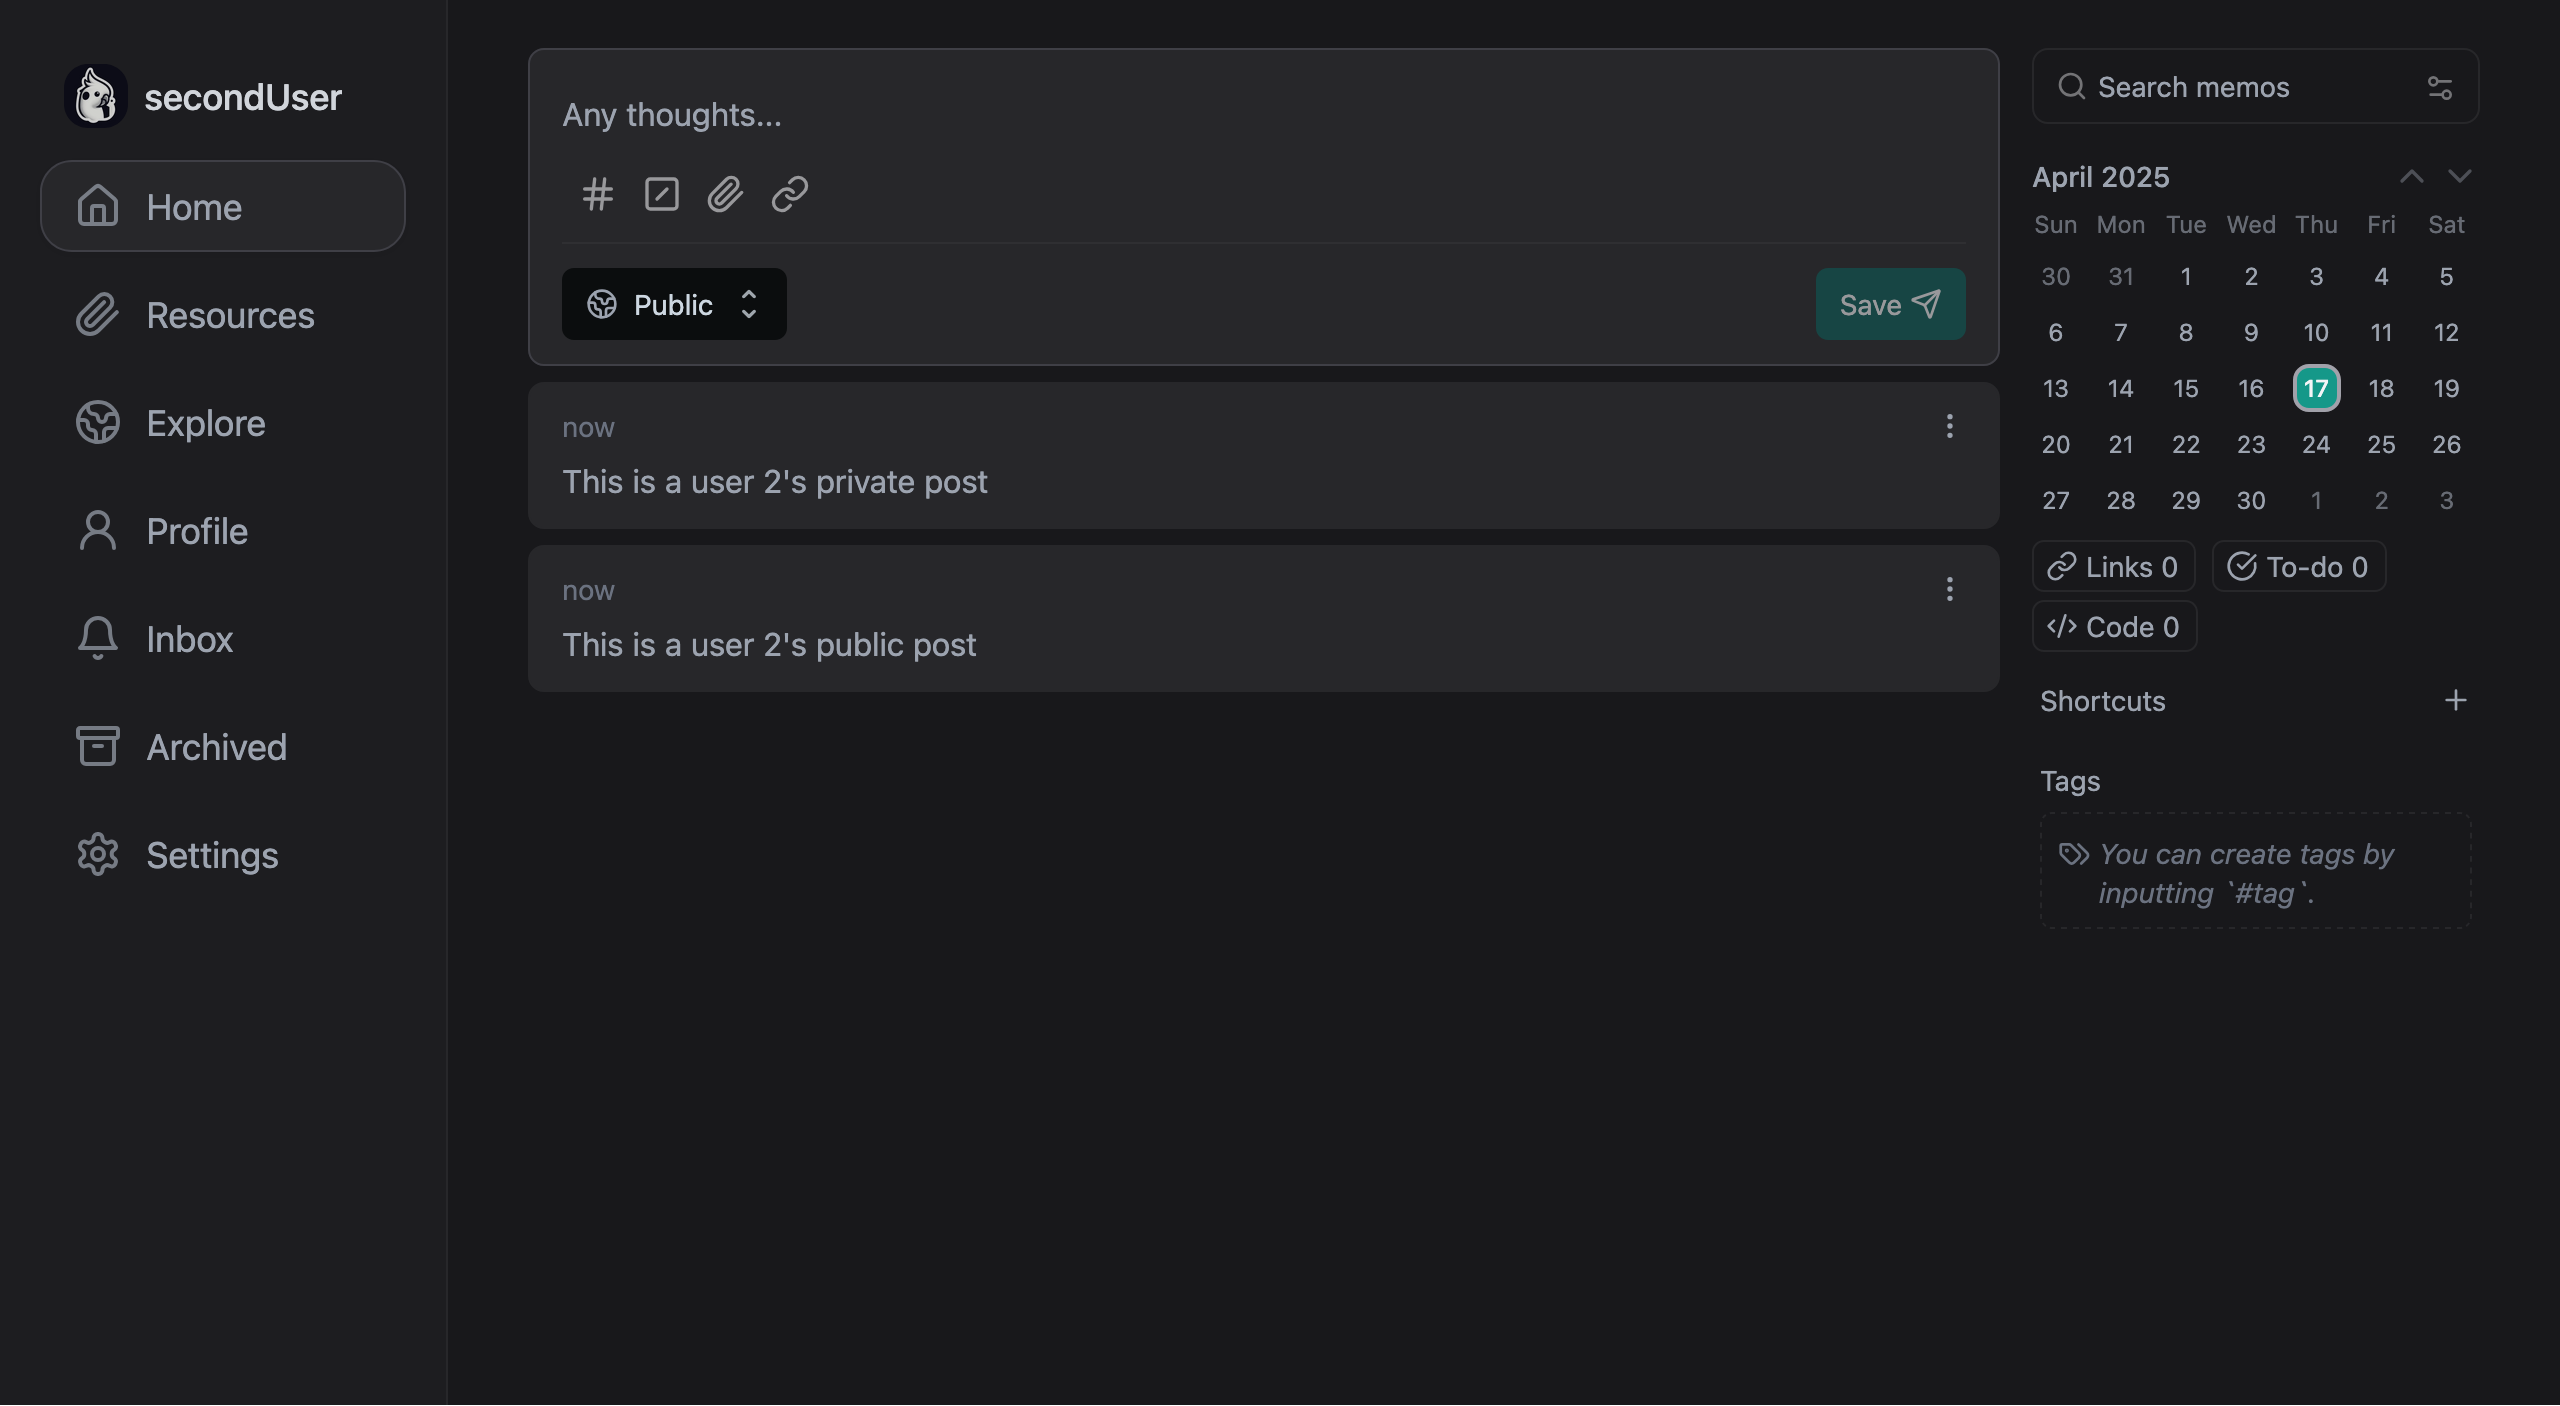 secondUser
Home
Resources
Explore
Profile
Inbox
Archived
Settings
Any thoughts...
Public
Save
now
This is a user 2's private post
now
This is a user 2's public post
Search memos
April 2025
Sun Mon Tue Wed Thu Fri Sat
30 31 1 2 3 4 5
6 7 8 9 10 11 12
13 14 15 16 17 18 19
20 21 22 23 24 25 26
27 28 29 30 1 2 3
Links 0 To-do 0
Code 0
Shortcuts
Tags
You can create tags by
inputting `#tag`.